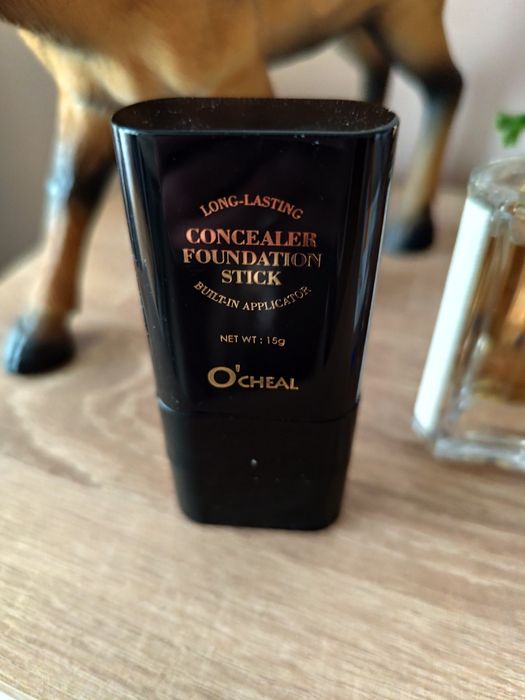 LONG-LASTING
CONCEALER
FOUNDATION
STICK
BUILT-IN APPLICATOR
NET WT : 15g
O'CHEAL